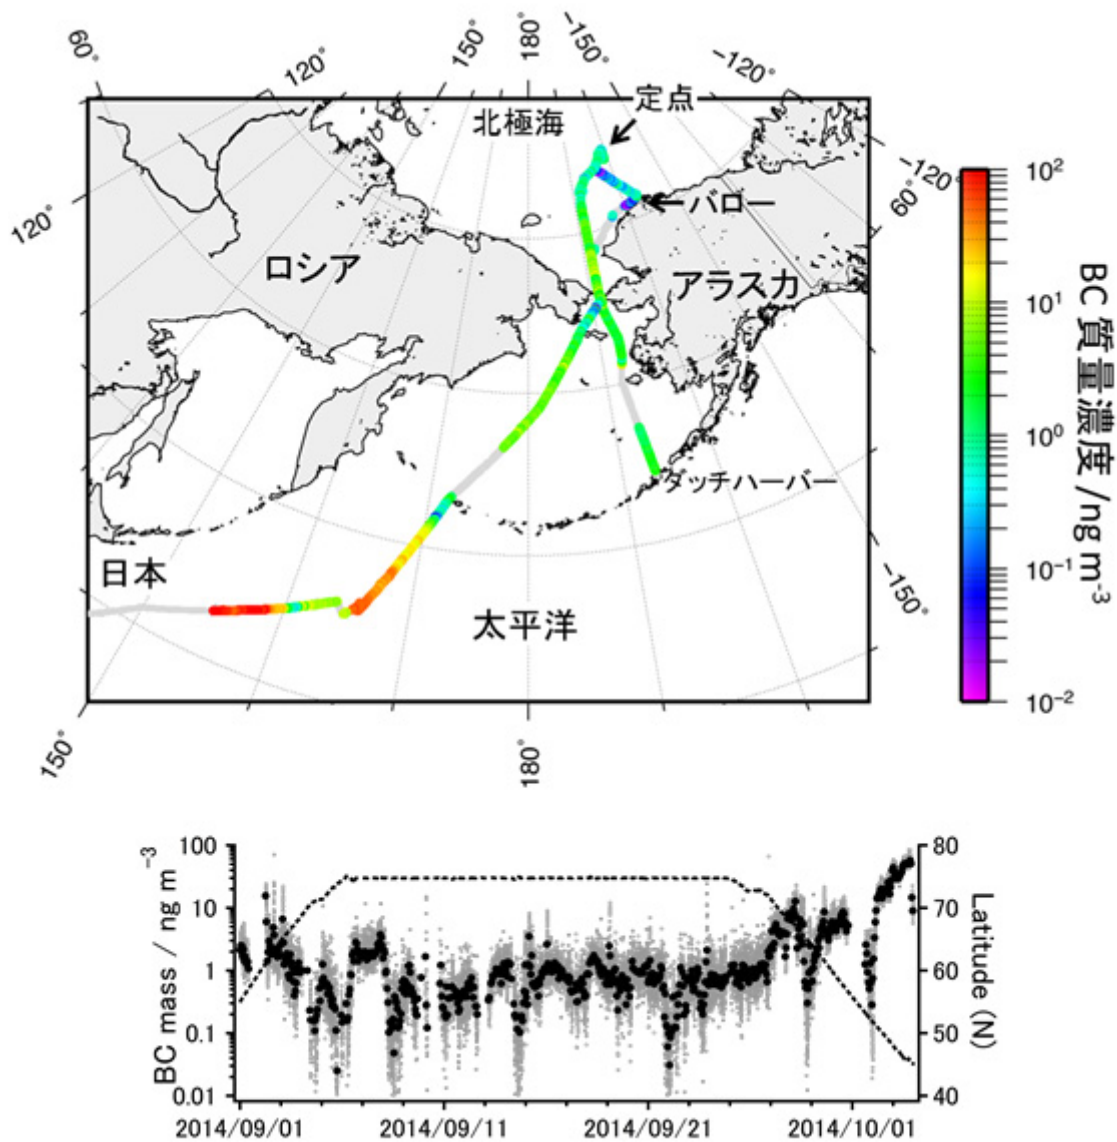 60°
120°
150°
180°
-150°
-120°
定点
北極海
-120°
60°
120°
バロー
ロシア
アラスカ
ダッチハーバー
日本
太平洋
-150°
150°
180°
10²
10¹
10⁰
10⁻¹
10⁻²
BC 質量濃度 /ng m⁻³
BC mass / ng m⁻³
100
10
1
0.1
0.01
80
70
60
50
40
Latitude (N)
2014/09/01
2014/09/11
2014/09/21
2014/10/01